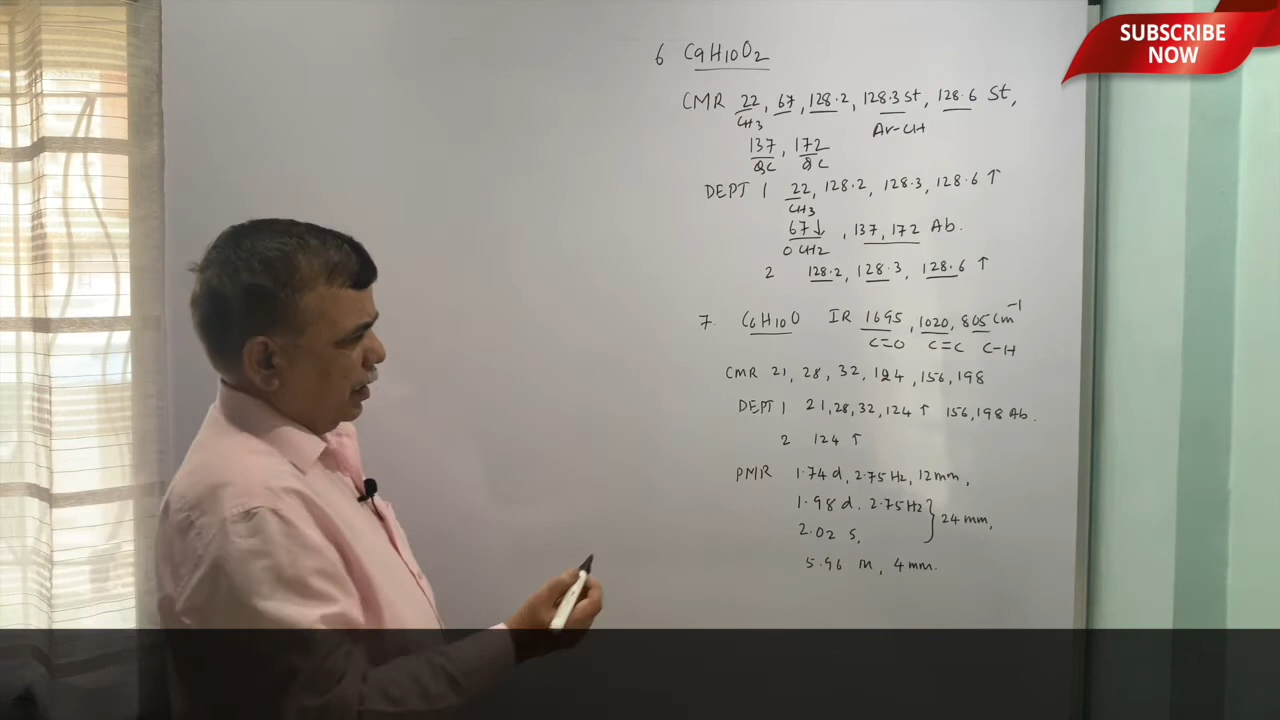 SUBSCRIBE
NOW
6 C9H10O2
CMR 22, 67, 128.2, 128.3 St, 128.6 St,
CH3 Ar-CH
137, 172
QC QC
DEPT 1 22, 128.2, 128.3, 128.6 ↑
CH3
67↓, 137, 172 Ab.
OCH2
2 128.2, 128.3, 128.6 ↑
7. C6H10O IR 1695, 1020, 805 Cm⁻¹
C=O C=C C-H
CMR 21, 28, 32, 124, 156, 198
DEPT 1 21, 28, 32, 124 ↑ 156, 198 Ab.
2 124 ↑
PMR 1.74 d, 2.75 Hz, 12mm,
1.98 d. 2.75 Hz } 24 mm,
2.02 s,
5.96 m, 4 mm.